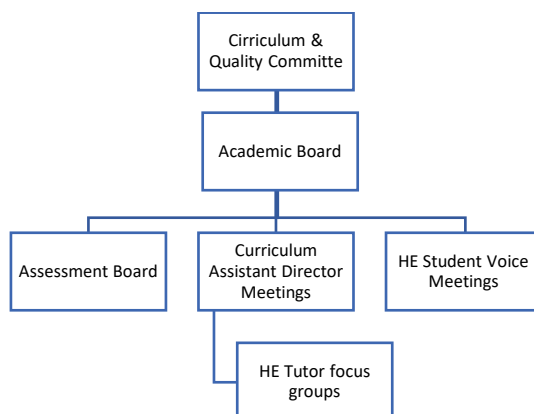 Cirriculum &
Quality Committe
Academic Board
Assessment Board
Curriculum
Assistant Director
Meetings
HE Student Voice
Meetings
HE Tutor focus
groups